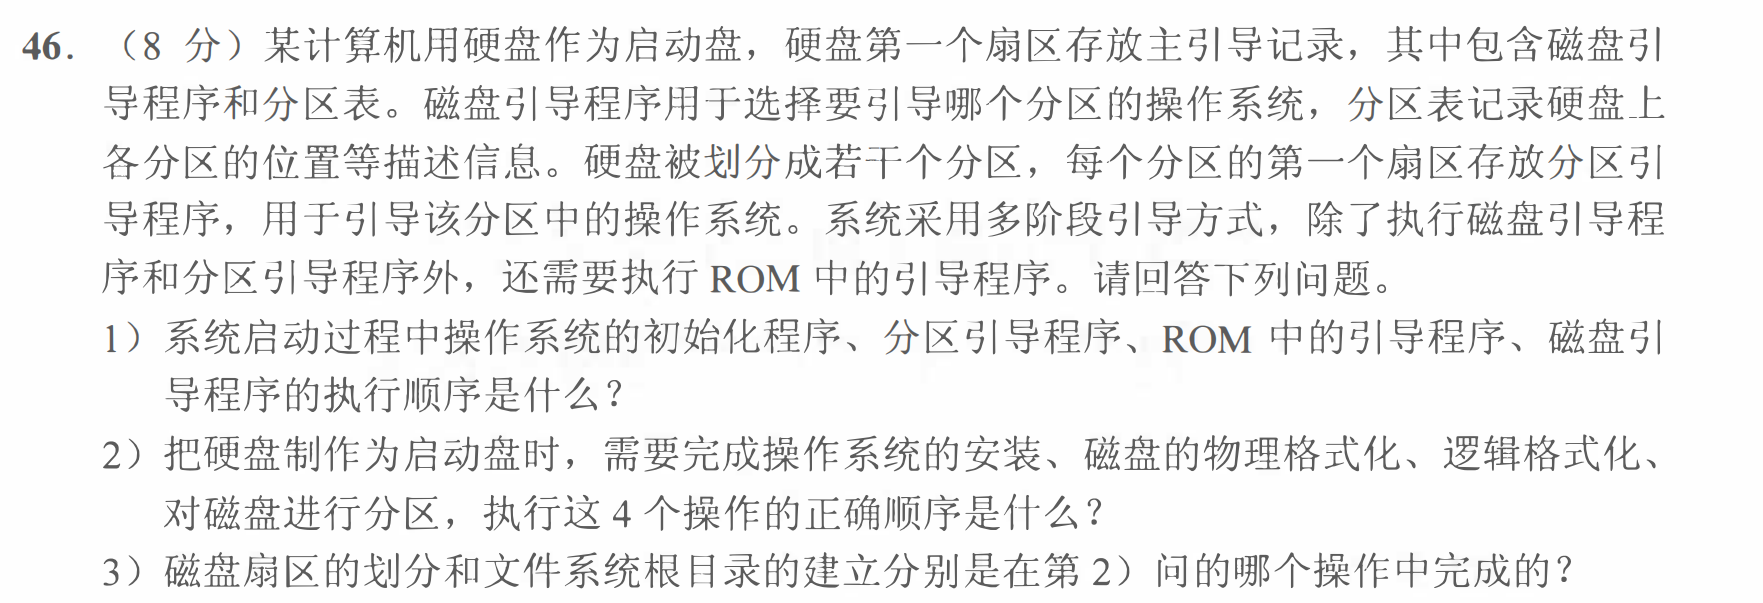 46. （8 分）某计算机用硬盘作为启动盘，硬盘第一个扇区存放主引导记录，其中包含磁盘引
导程序和分区表。磁盘引导程序用于选择要引导哪个分区的操作系统，分区表记录硬盘上
各分区的位置等描述信息。硬盘被划分成若干个分区，每个分区的第一个扇区存放分区引
导程序，用于引导该分区中的操作系统。系统采用多阶段引导方式，除了执行磁盘引导程
序和分区引导程序外，还需要执行 ROM 中的引导程序。请回答下列问题。
1）系统启动过程中操作系统的初始化程序、分区引导程序、ROM 中的引导程序、磁盘引
导程序的执行顺序是什么？
2）把硬盘制作为启动盘时，需要完成操作系统的安装、磁盘的物理格式化、逻辑格式化、
对磁盘进行分区，执行这 4 个操作的正确顺序是什么？
3）磁盘扇区的划分和文件系统根目录的建立分别是在第 2）问的哪个操作中完成的？